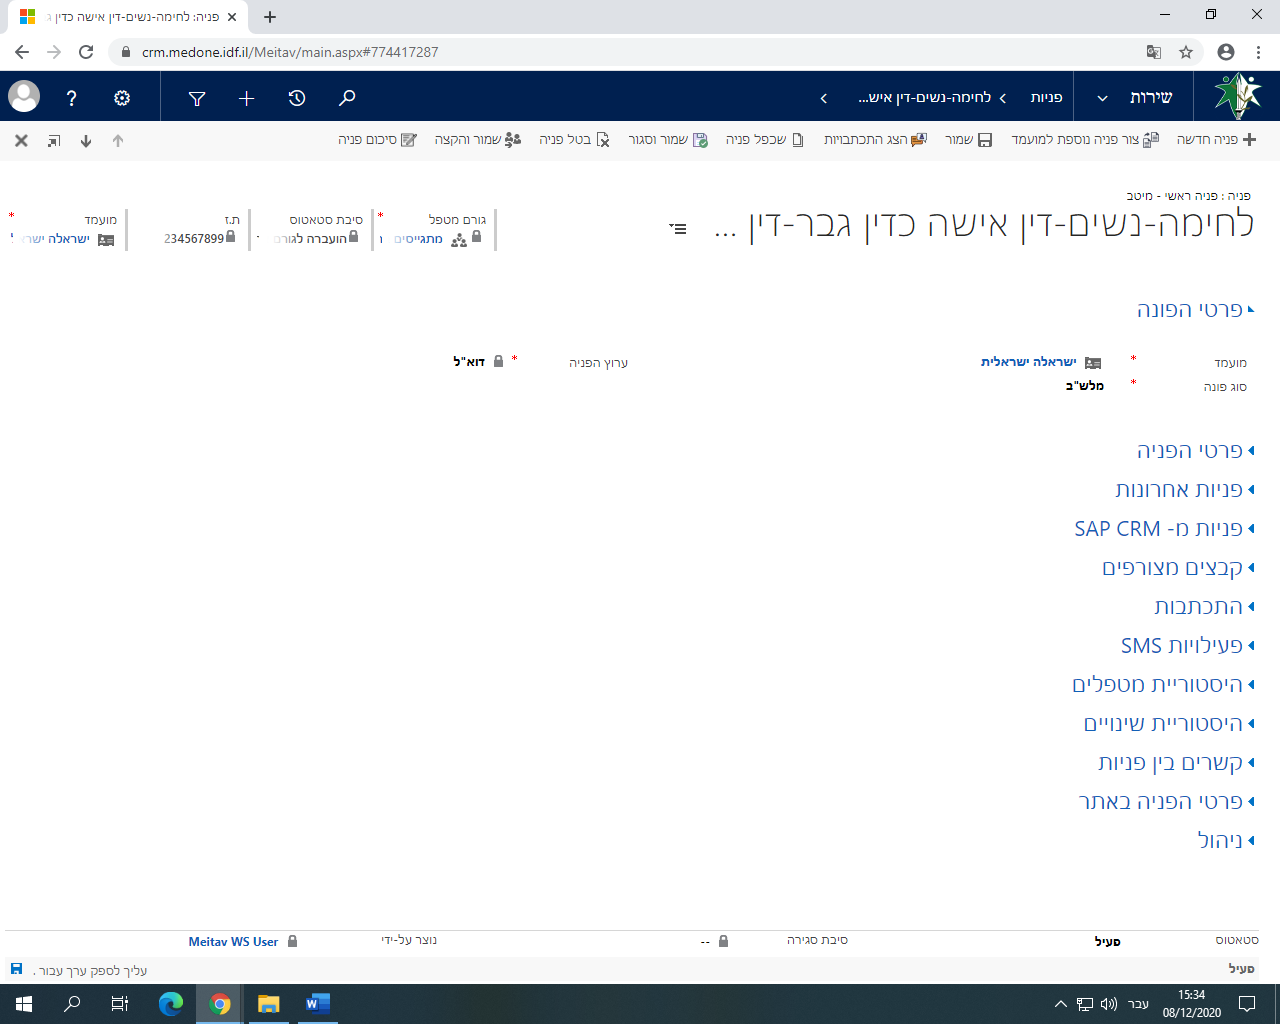 פניה: לחימה-נשים-דין אישה כדין ג
crm.medone.idf.il/Meitav/main.aspx#774417287
שירות
פניות
לחימה-נשים-דין איש...
פניה חדשה
צור פניה נוספת למועמד
שמור
הצג התכתבויות
שכפל פניה
שמור וסגור
בטל פניה
שמור והקצה
סיכום פניה
פניה : פניה ראשי - מיטב
לחימה-נשים-דין אישה כדין גבר-דין ...
גורם מטפל
מתגייסים
סיבת סטאטוס
הועברה לגורם
ת.ז
234567899
מועמד *
ישראלה
פרטי הפונה
מועמד * ישראלה ישראלית
ערוץ הפניה * דוא"ל
סוג פונה * מלש"ב
פרטי הפניה
פניות אחרונות
פניות מ- SAP CRM
קבצים מצורפים
התכתבות
פעילויות SMS
היסטוריית מטפלים
היסטוריית שינויים
קשרים בין פניות
פרטי הפניה באתר
ניהול
סטאטוס פעיל
סיבת סגירה --
נוצר על-ידי Meitav WS User
פעיל
עליך לספק ערך עבור .
עבר
15:34
08/12/2020